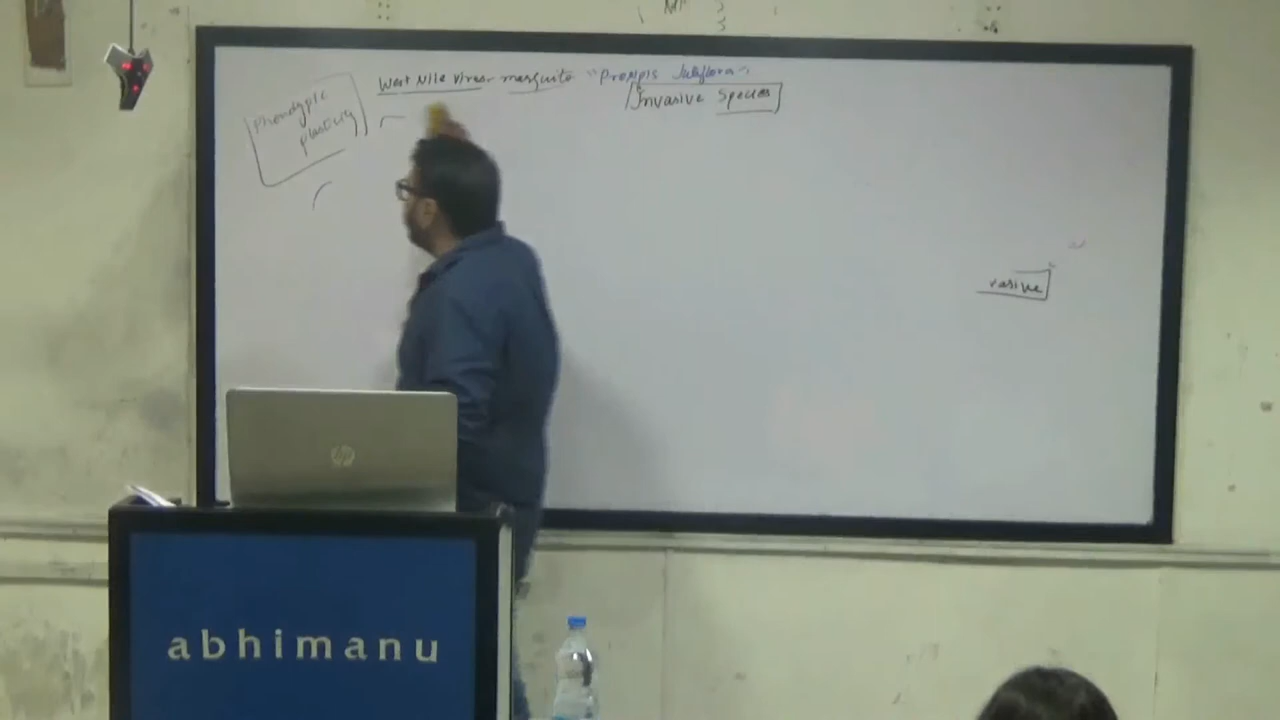 West Nile Virus - mosquito "Prosopis Juliflora"
Invasive Species
Phenotypic
plasticity
vasive
hp
abhimanu